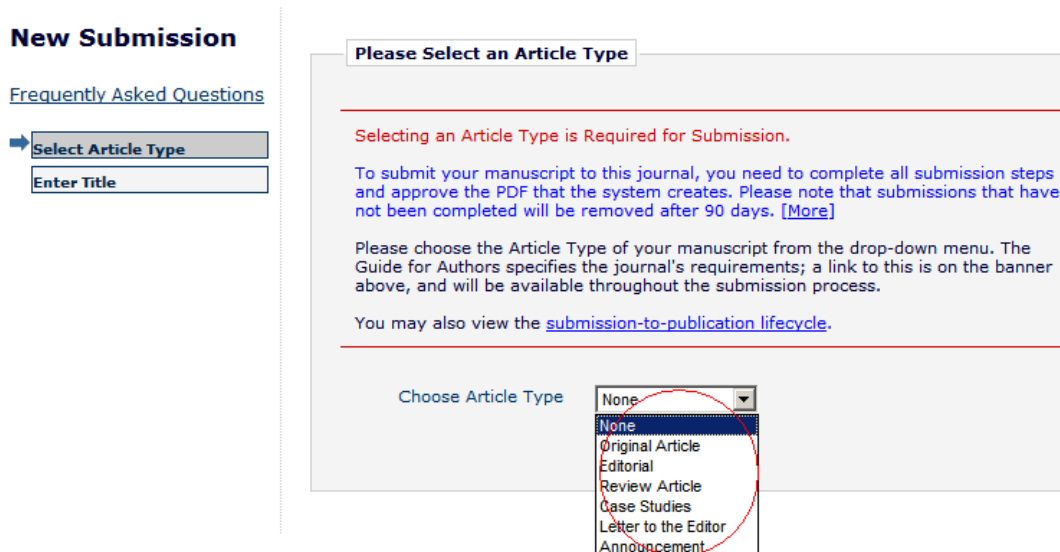 New Submission
Frequently Asked Questions
Select Article Type
Enter Title
Please Select an Article Type
Selecting an Article Type is Required for Submission.
To submit your manuscript to this journal, you need to complete all submission steps
and approve the PDF that the system creates. Please note that submissions that have
not been completed will be removed after 90 days. [More]
Please choose the Article Type of your manuscript from the drop-down menu. The
Guide for Authors specifies the journal's requirements; a link to this is on the banner
above, and will be available throughout the submission process.
You may also view the submission-to-publication lifecycle.
Choose Article Type
None
None
Original Article
Editorial
Review Article
Case Studies
Letter to the Editor
Announcement